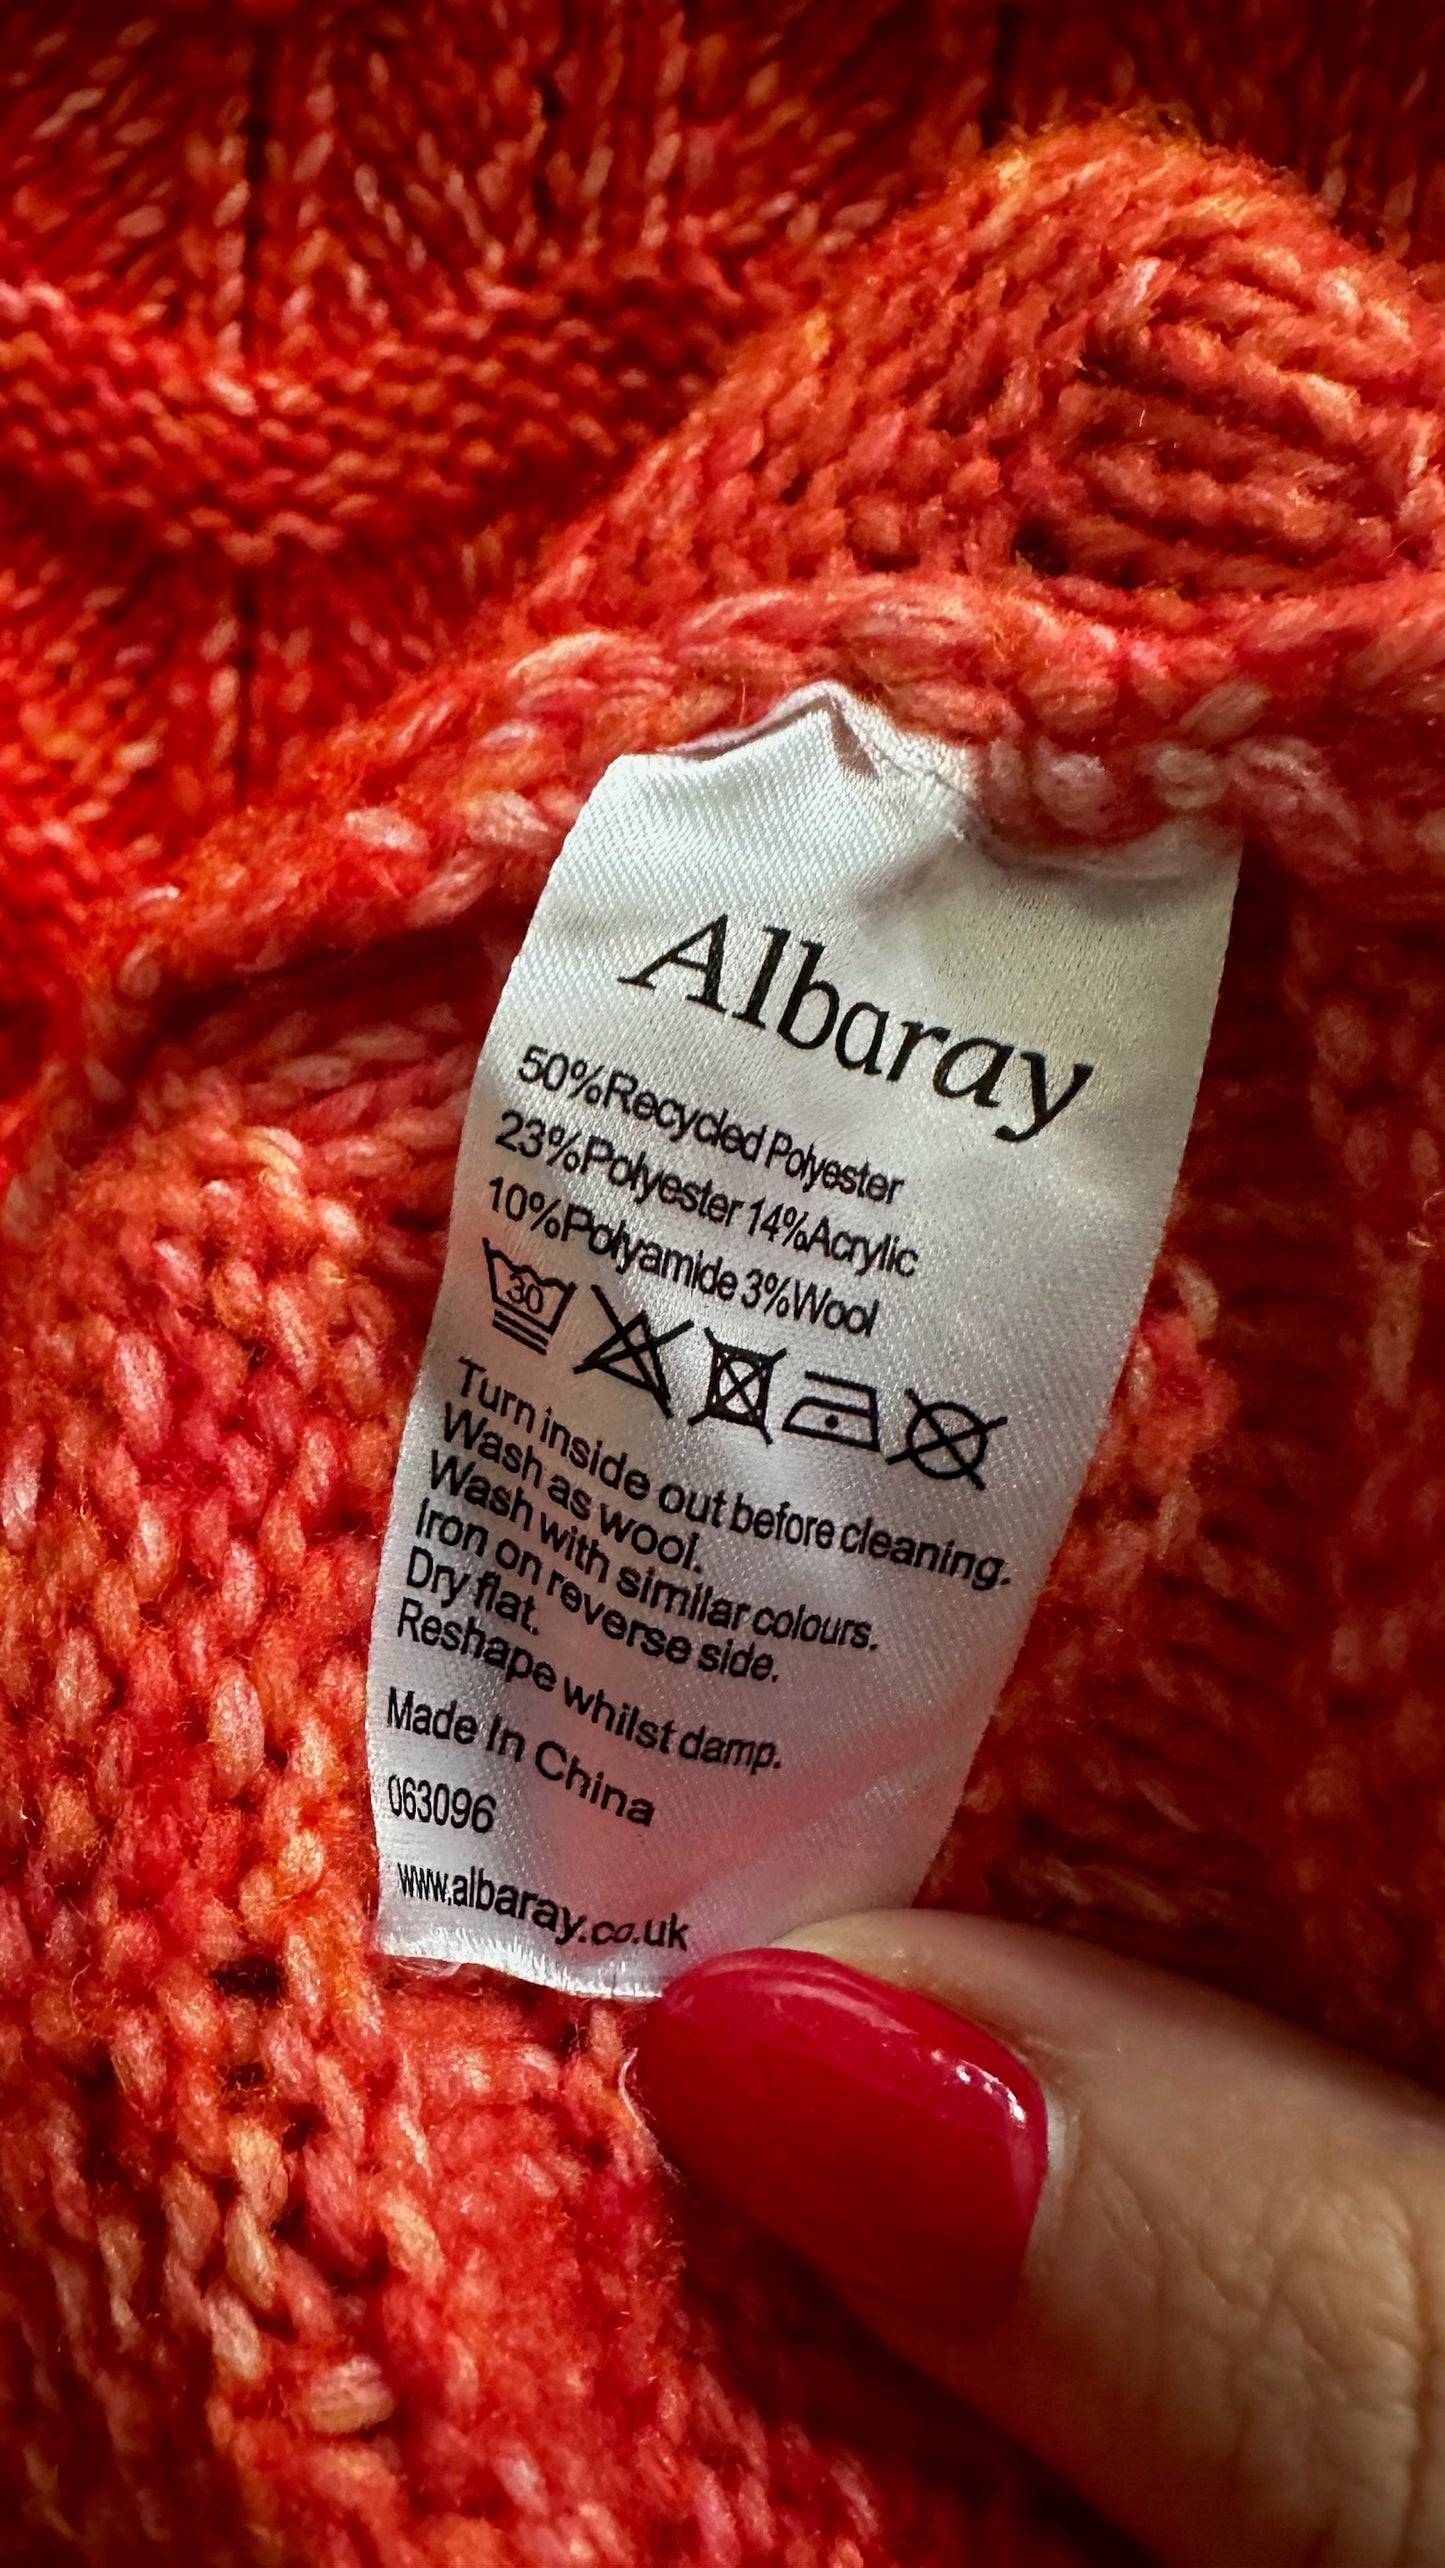 Albaray
50%Recycled Polyester
23%Polyester 14%Acrylic
10%Polyamide 3%Wool
30
Turn inside out before cleaning.
Wash as wool.
Wash with similar colours.
Iron on reverse side.
Dry flat.
Reshape whilst damp.
Made In China
063096
www.albaray.co.uk